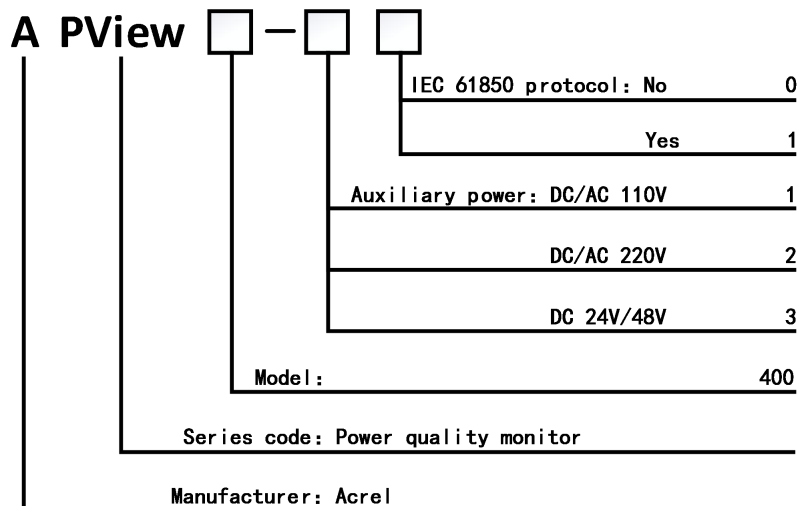 A PView □－□ □
IEC 61850 protocol: No 0
Yes 1
Auxiliary power: DC/AC 110V 1
DC/AC 220V 2
DC 24V/48V 3
Model: 400
Series code: Power quality monitor
Manufacturer: Acrel